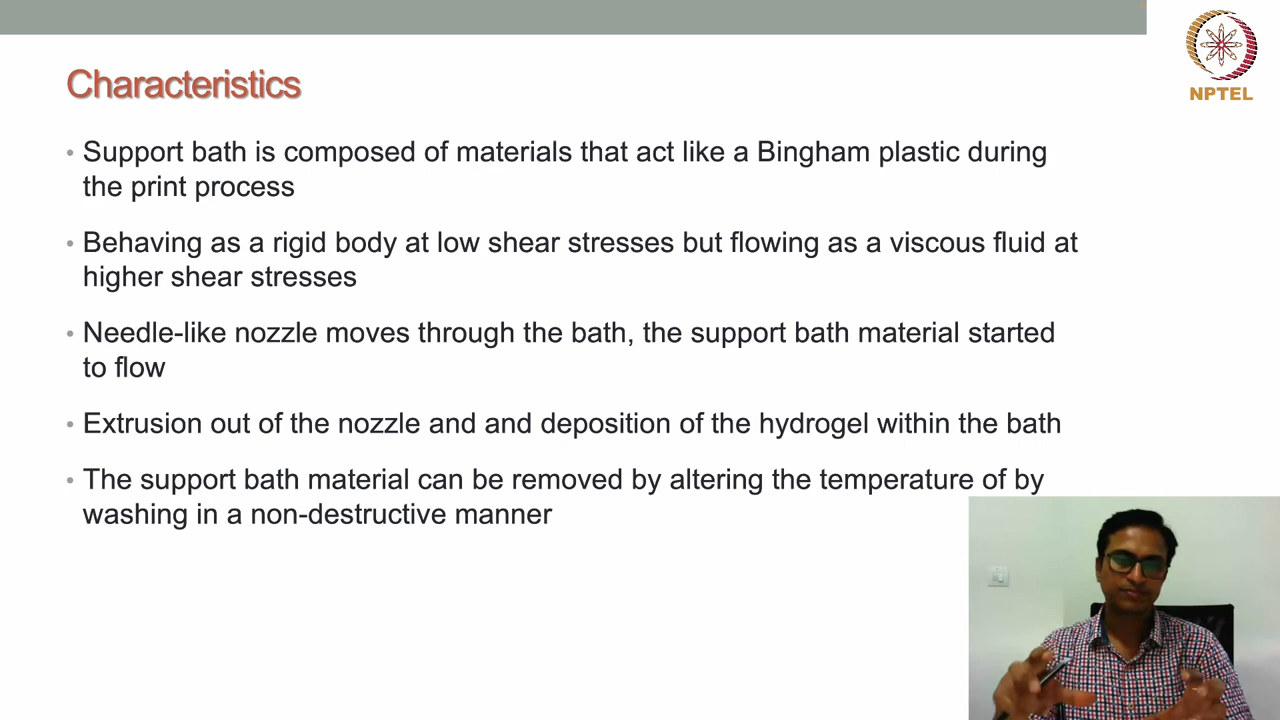 NPTEL
Characteristics
• Support bath is composed of materials that act like a Bingham plastic during
the print process
• Behaving as a rigid body at low shear stresses but flowing as a viscous fluid at
higher shear stresses
• Needle-like nozzle moves through the bath, the support bath material started
to flow
• Extrusion out of the nozzle and and deposition of the hydrogel within the bath
• The support bath material can be removed by altering the temperature of by
washing in a non-destructive manner